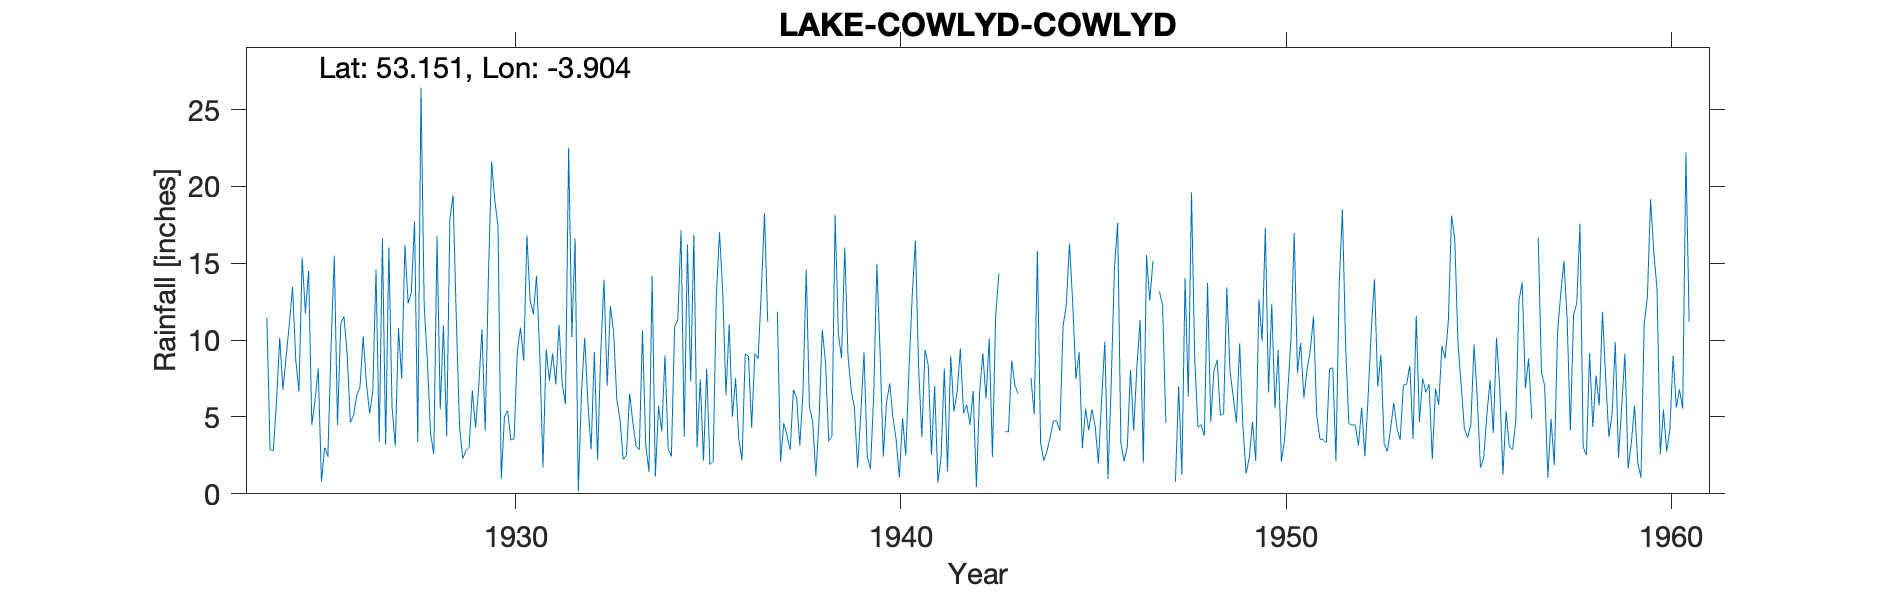 LAKE-COWLYD-COWLYD
Lat: 53.151, Lon: -3.904
25
20
15
10
5
0
Rainfall [inches]
1930 1940 1950 1960
Year